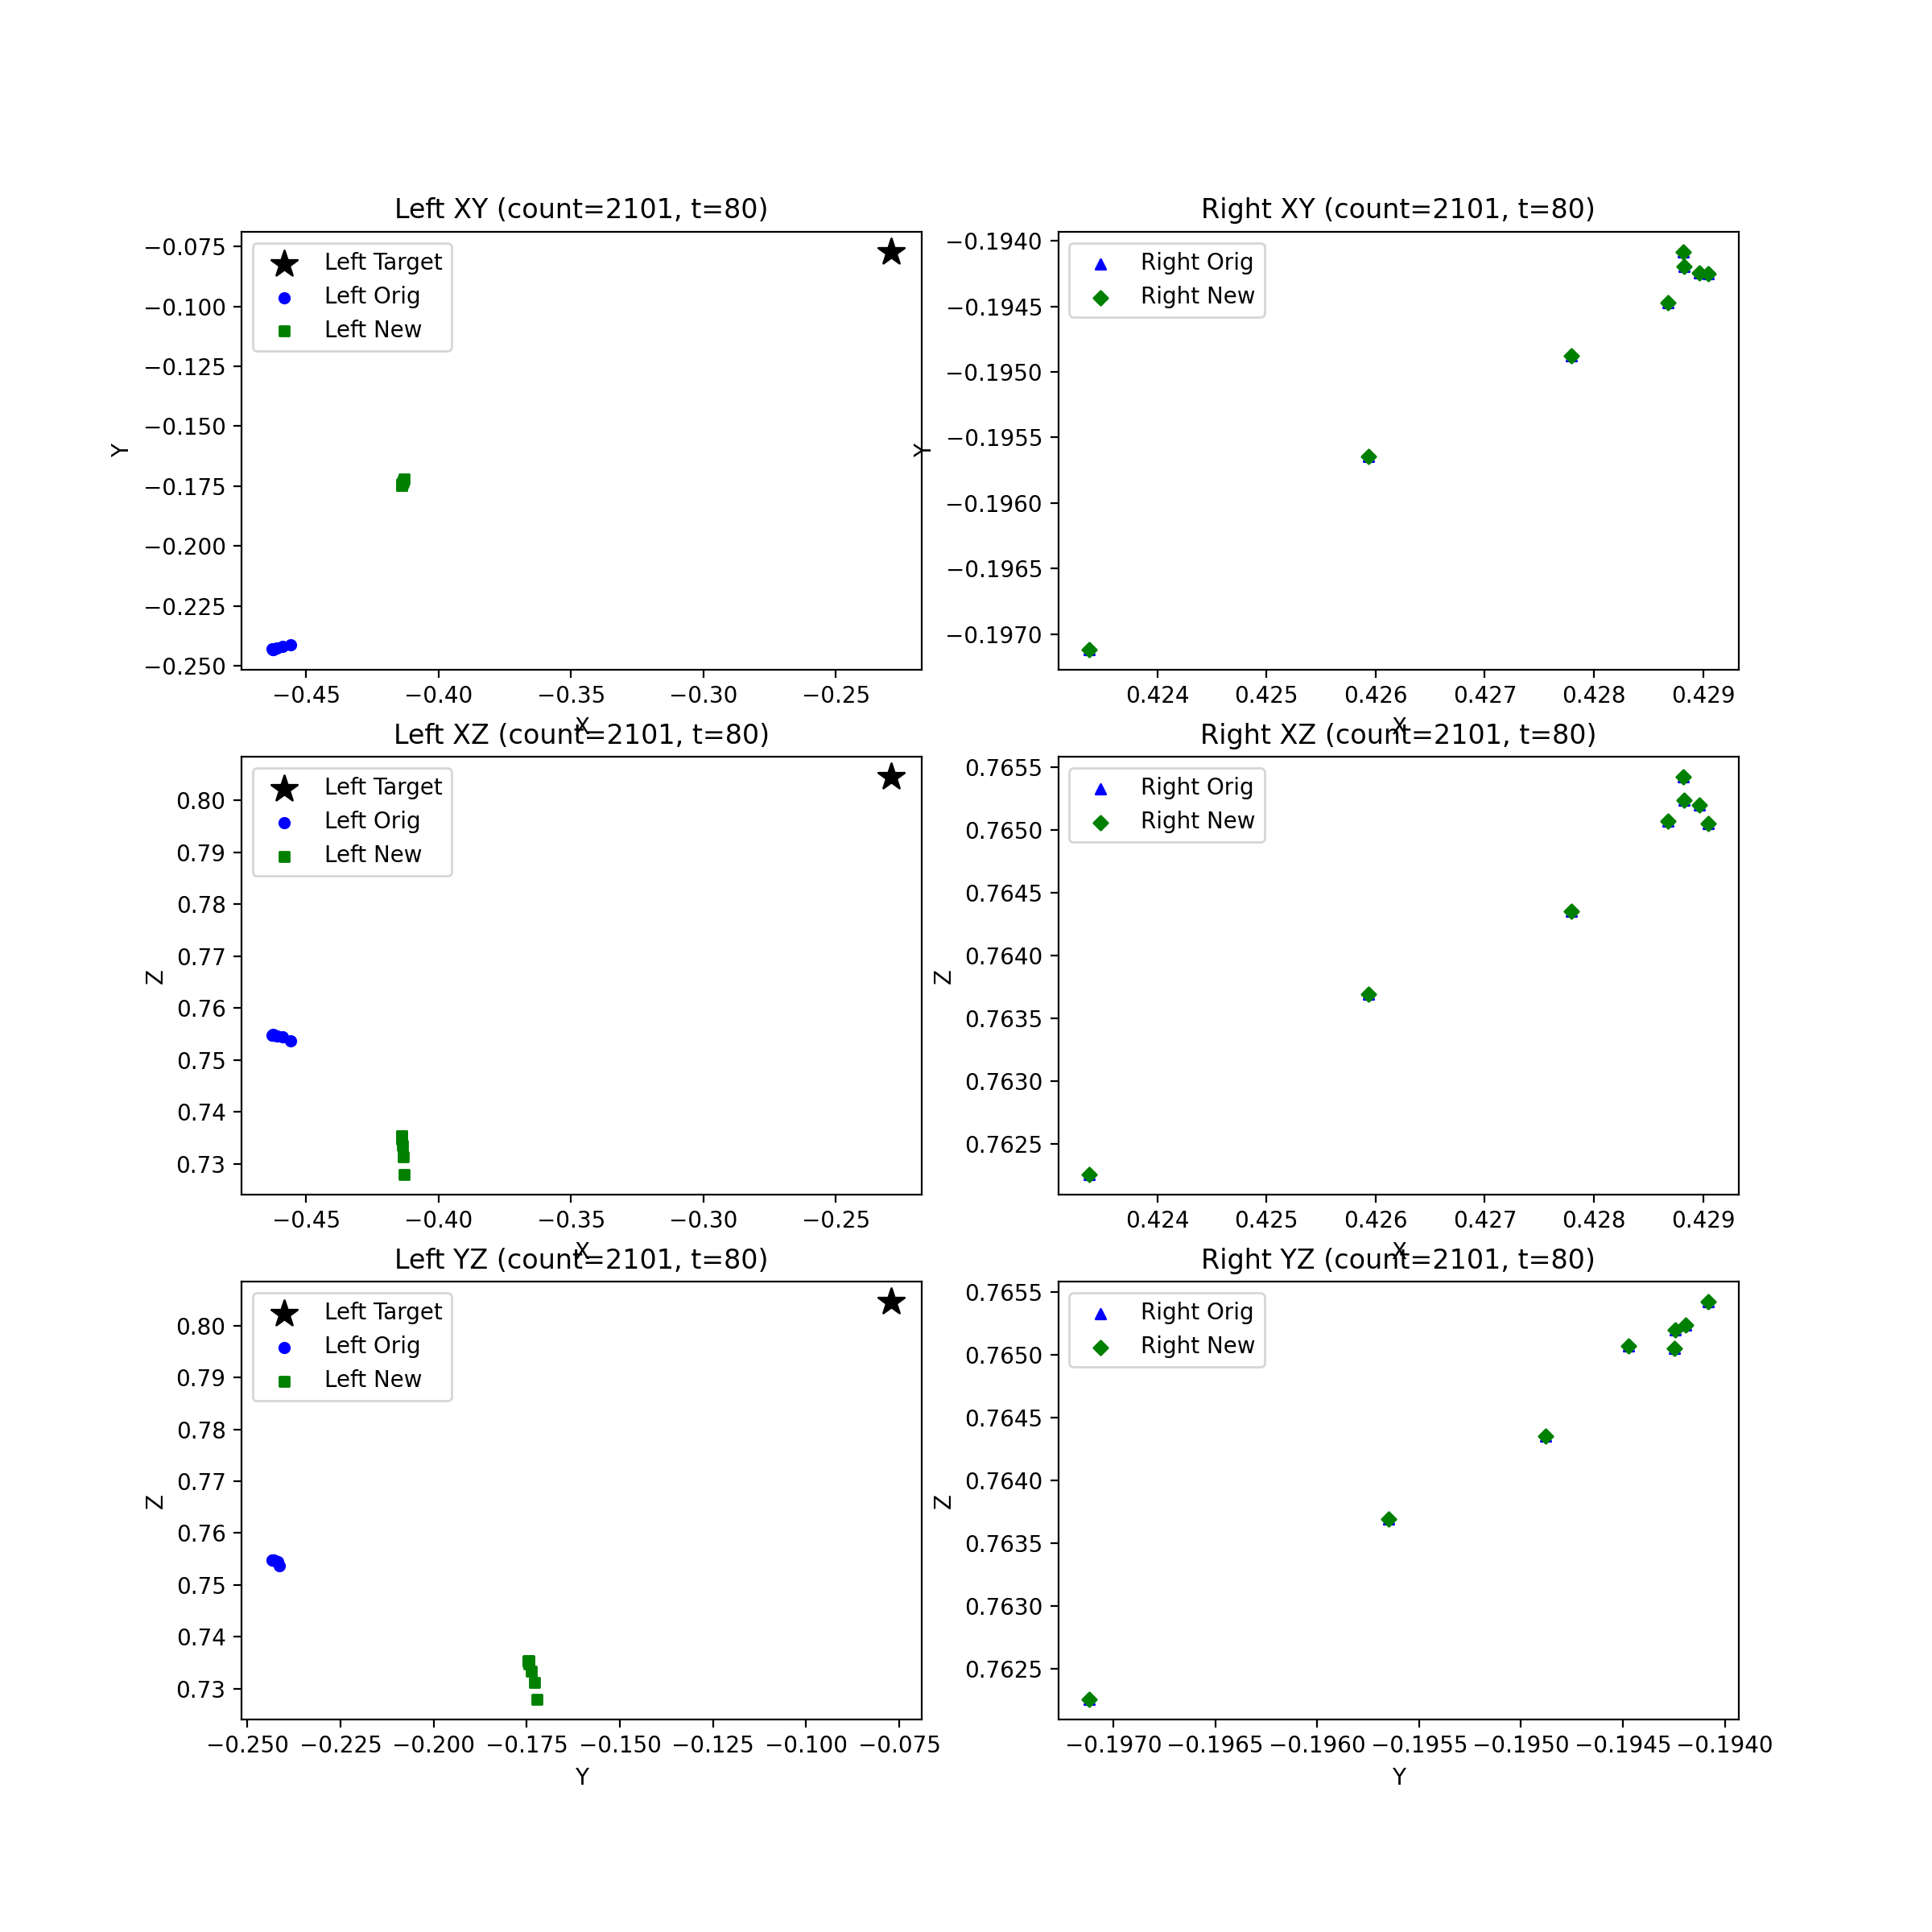 Left XY (count=2101, t=80)
Right XY (count=2101, t=80)
Left Target
Left Orig
Left New
Right Orig
Right New
−0.075
−0.100
−0.125
−0.150
−0.175
−0.200
−0.225
−0.250
Y
−0.1940
−0.1945
−0.1950
−0.1955
−0.1960
−0.1965
−0.1970
Y
−0.45 −0.40 −0.35 −0.30 −0.25
X
0.424 0.425 0.426 0.427 0.428 0.429
X
Left XZ (count=2101, t=80)
Right XZ (count=2101, t=80)
Left Target
Left Orig
Left New
Right Orig
Right New
0.80
0.79
0.78
0.77
0.76
0.75
0.74
0.73
Z
0.7655
0.7650
0.7645
0.7640
0.7635
0.7630
0.7625
Z
−0.45 −0.40 −0.35 −0.30 −0.25
X
0.424 0.425 0.426 0.427 0.428 0.429
X
Left YZ (count=2101, t=80)
Right YZ (count=2101, t=80)
Left Target
Left Orig
Left New
Right Orig
Right New
0.80
0.79
0.78
0.77
0.76
0.75
0.74
0.73
Z
0.7655
0.7650
0.7645
0.7640
0.7635
0.7630
0.7625
Z
−0.250 −0.225 −0.200 −0.175 −0.150 −0.125 −0.100 −0.075
Y
−0.1970 −0.1965 −0.1960 −0.1955 −0.1950 −0.1945 −0.1940
Y